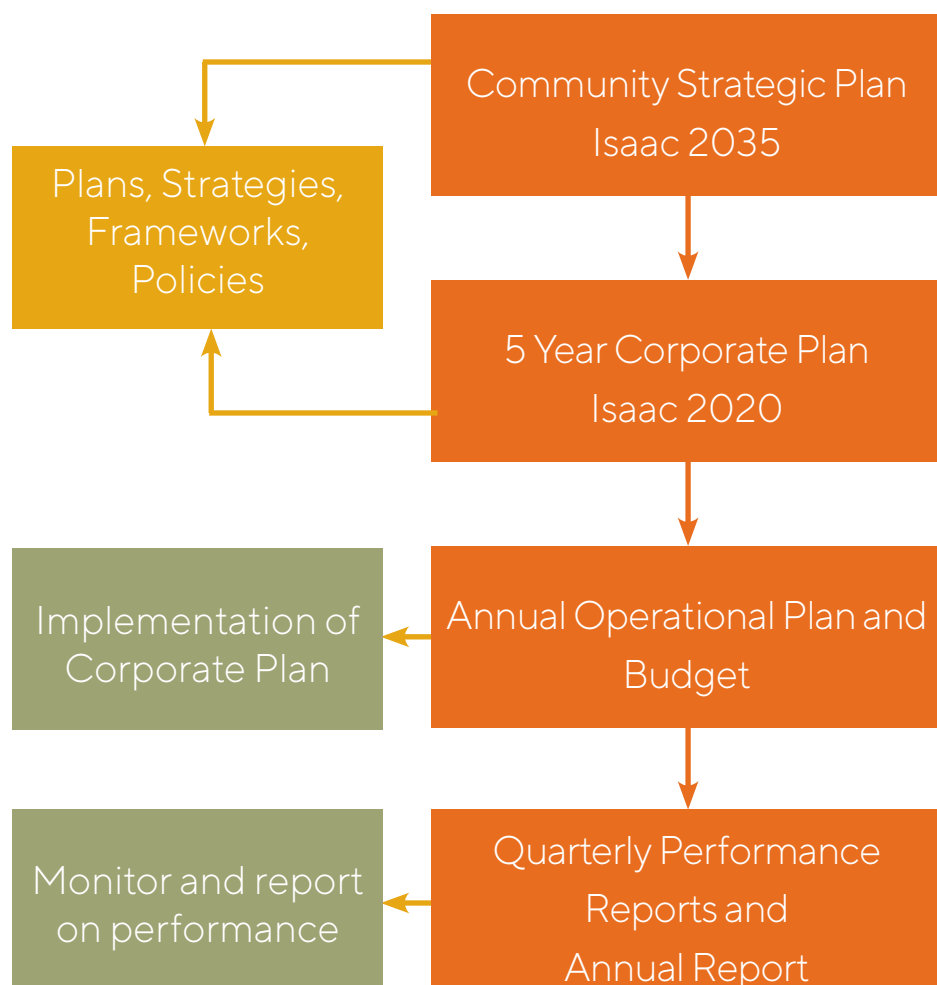 Community Strategic Plan
Isaac 2035
Plans, Strategies,
Frameworks,
Policies
5 Year Corporate Plan
Isaac 2020
Annual Operational Plan and
Budget
Implementation of
Corporate Plan
Quarterly Performance
Reports and
Annual Report
Monitor and report
on performance